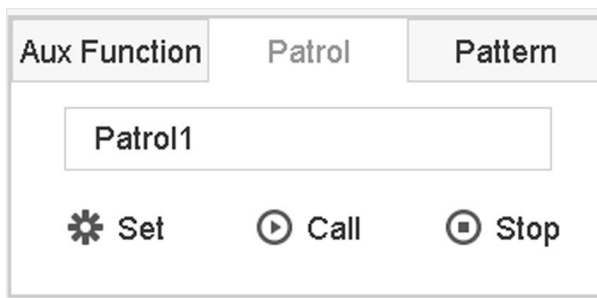 Aux Function Patrol Pattern
Patrol1
Set Call Stop